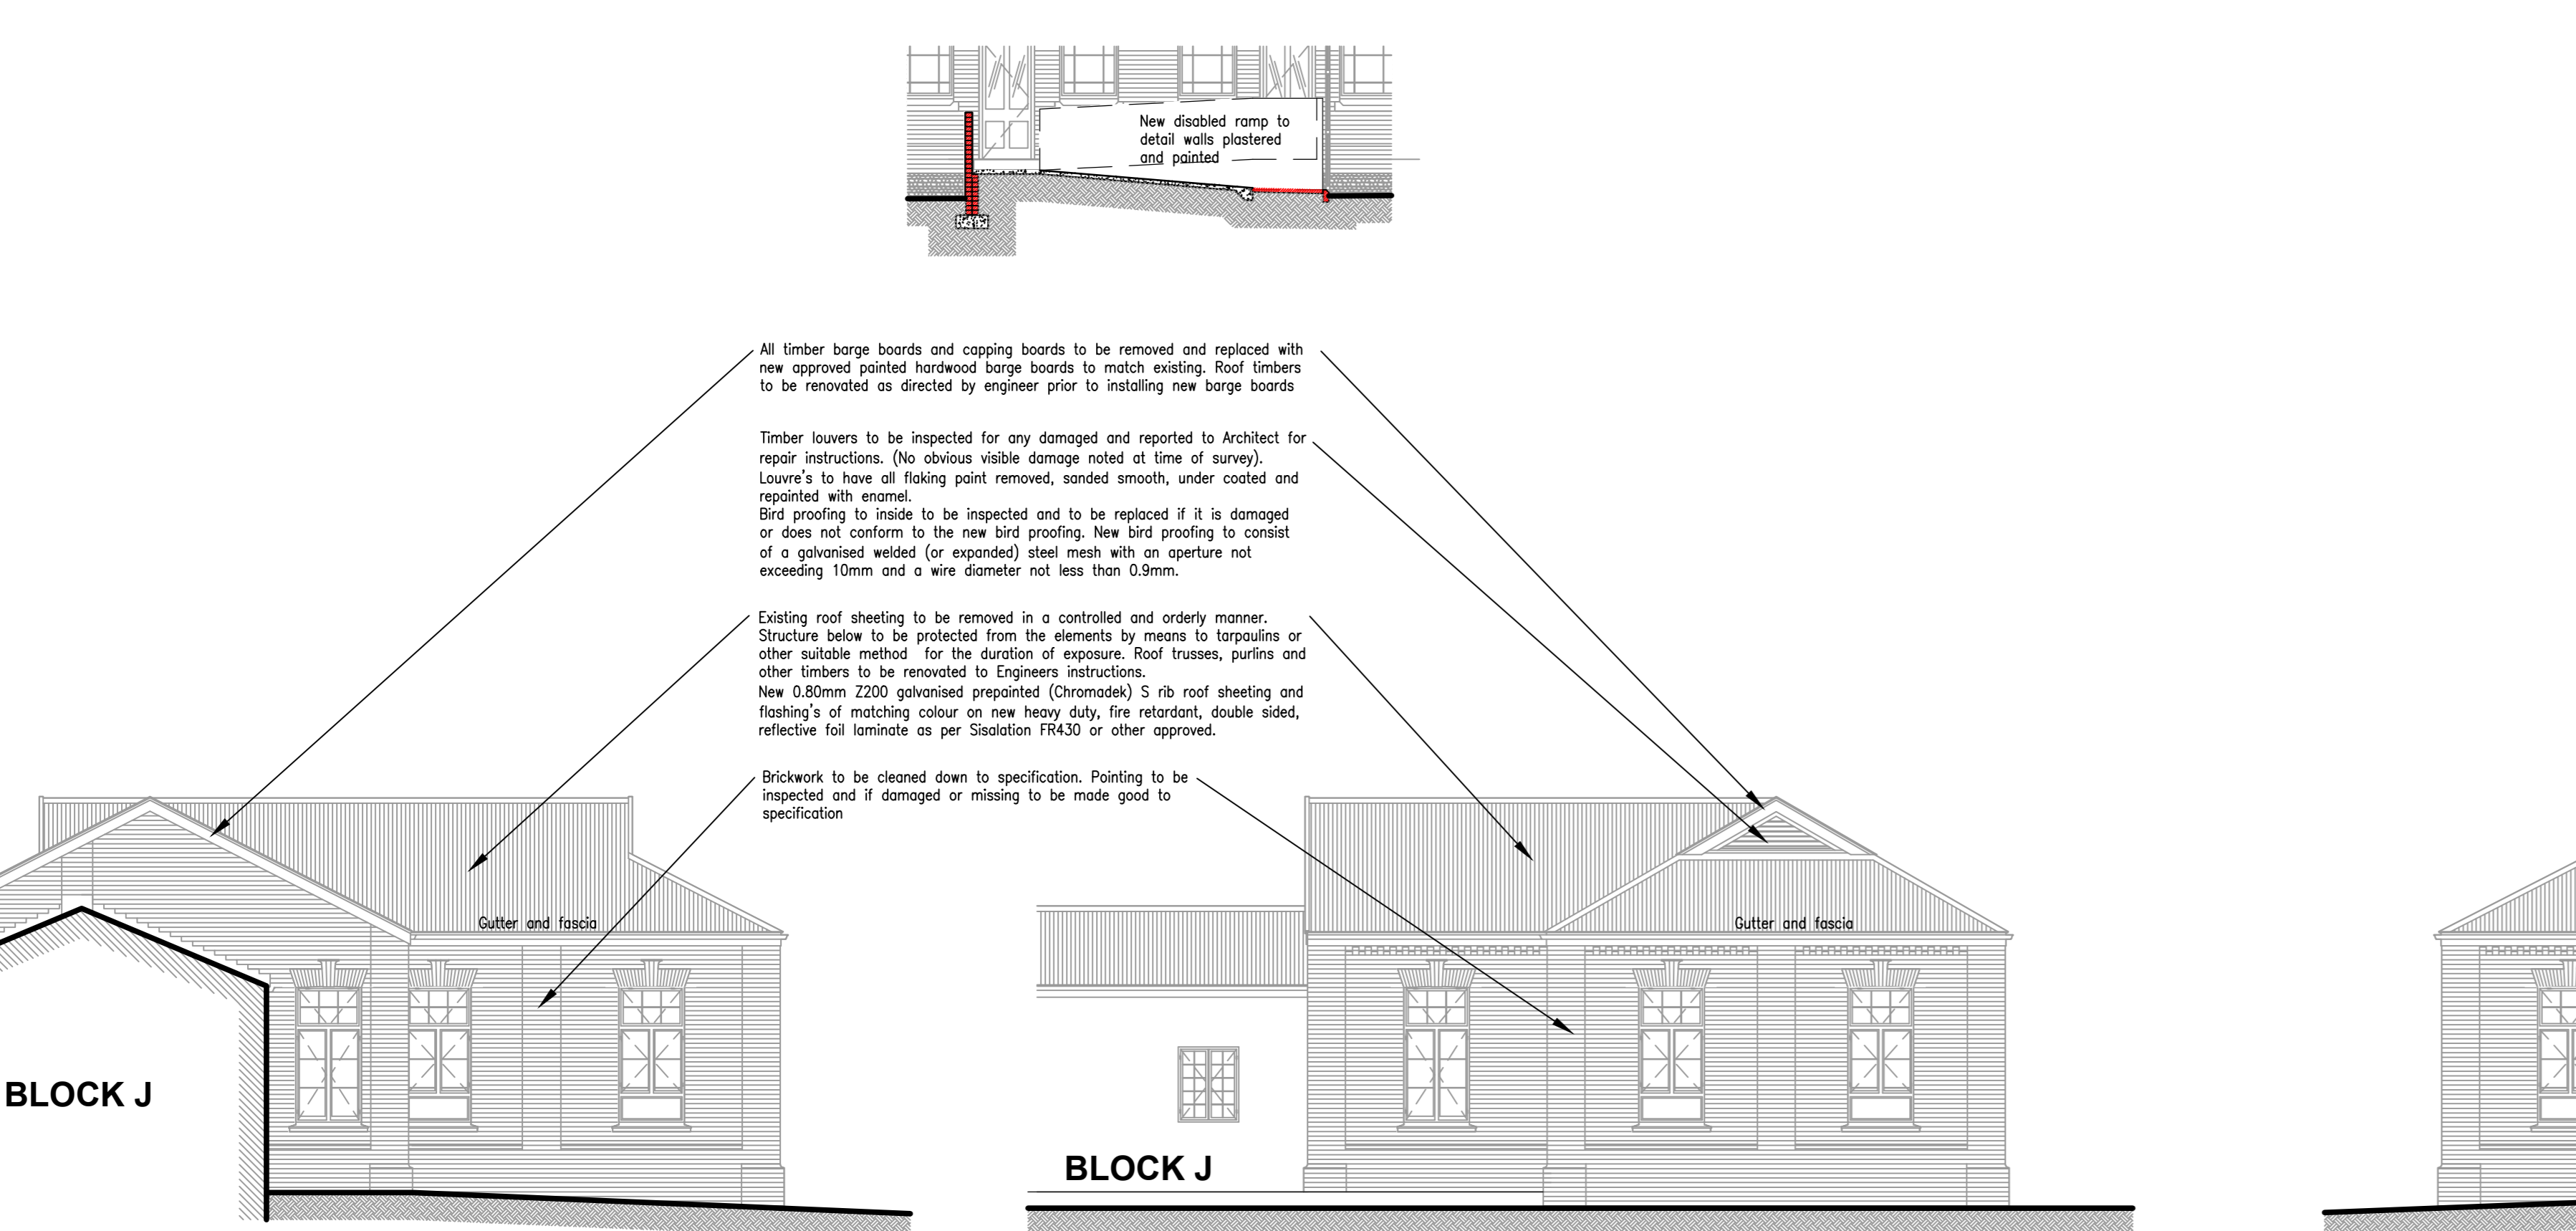 New disabled ramp to
detail walls plastered
and painted
All timber barge boards and capping boards to be removed and replaced with
new approved painted hardwood barge boards to match existing. Roof timbers
to be renovated as directed by engineer prior to installing new barge boards
Timber louvers to be inspected for any damaged and reported to Architect for
repair instructions. (No obvious visible damage noted at time of survey).
Louvre's to have all flaking paint removed, sanded smooth, under coated and
repainted with enamel.
Bird proofing to inside to be inspected and to be replaced if it is damaged
or does not conform to the new bird proofing. New bird proofing to consist
of a galvanised welded (or expanded) steel mesh with an aperture not
exceeding 10mm and a wire diameter not less than 0.9mm.
Existing roof sheeting to be removed in a controlled and orderly manner.
Structure below to be protected from the elements by means to tarpaulins or
other suitable method for the duration of exposure. Roof trusses, purlins and
other timbers to be renovated to Engineers instructions.
New 0.80mm Z200 galvanised prepainted (Chromadek) S rib roof sheeting and
flashing's of matching colour on new heavy duty, fire retardant, double sided,
reflective foil laminate as per Sisalation FR430 or other approved.
Brickwork to be cleaned down to specification. Pointing to be
inspected and if damaged or missing to be made good to
specification
Gutter and fascia
Gutter and fascia
BLOCK J
BLOCK J